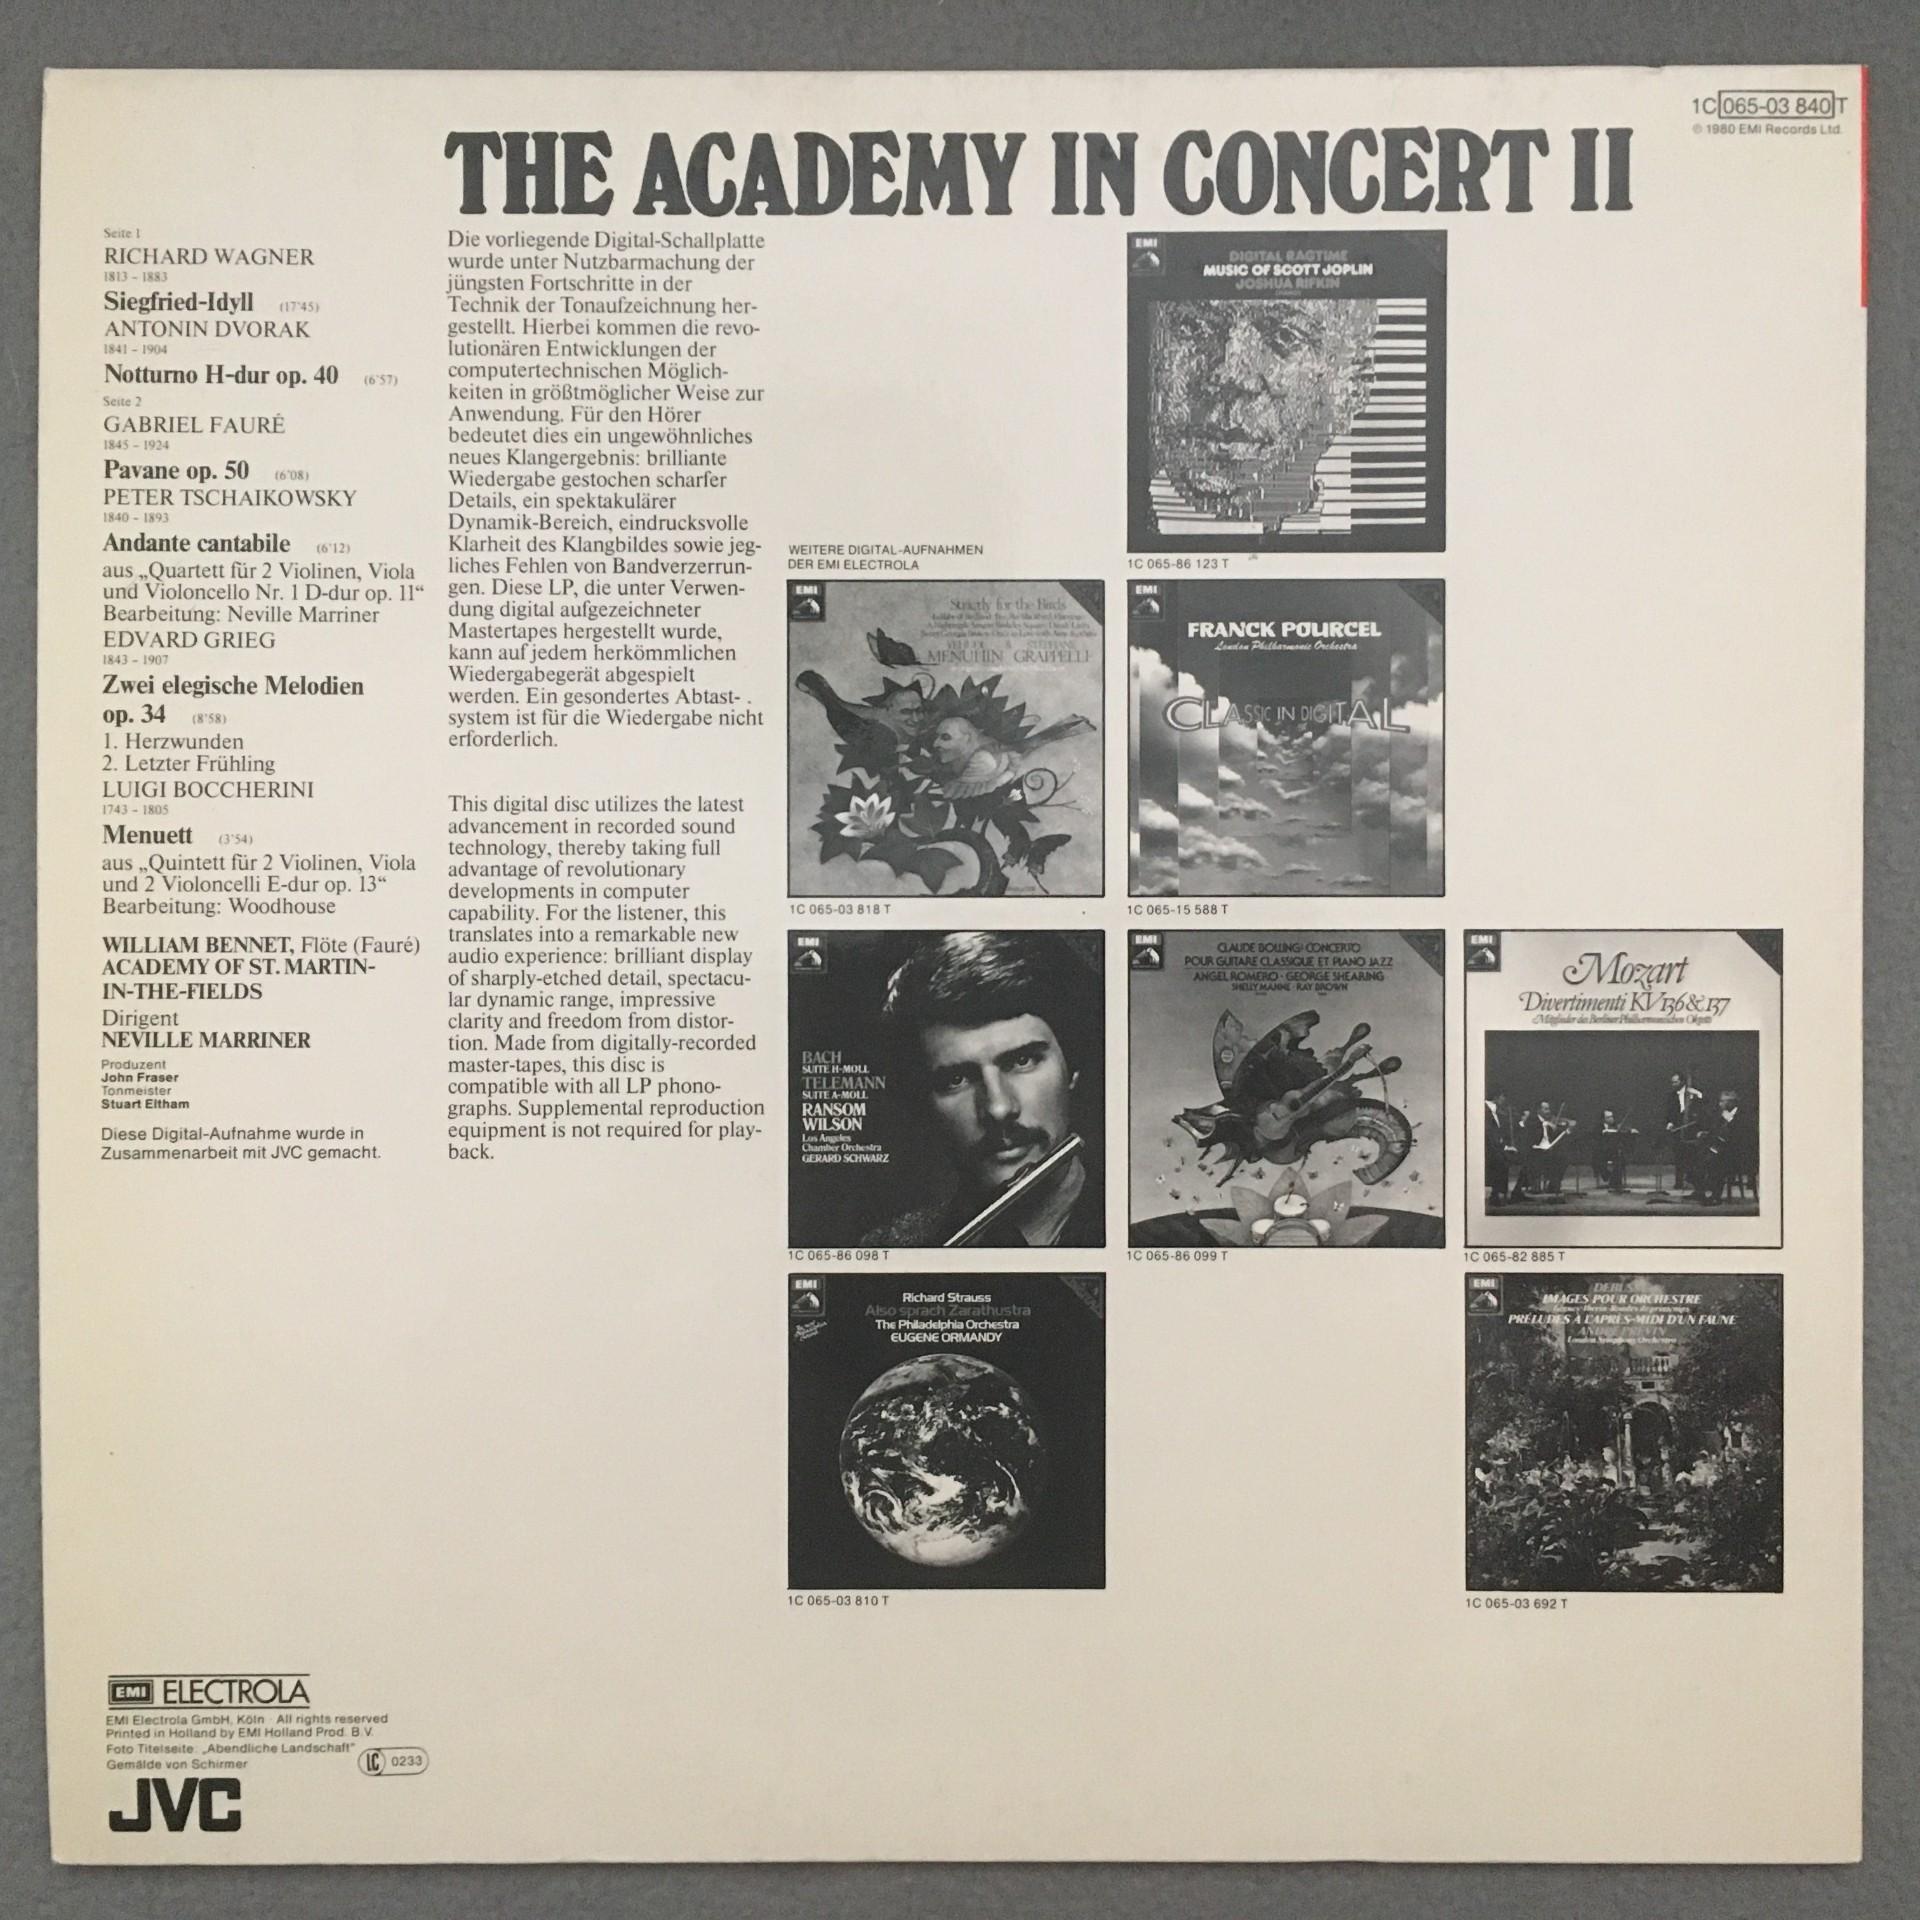 1C 065-03 840 T
℗ 1980 EMI Records Ltd.
THE ACADEMY IN CONCERT II
Seite 1
RICHARD WAGNER
1813 – 1883
Siegfried-Idyll (17'45)
ANTONIN DVORAK
1841 – 1904
Notturno H-dur op. 40 (6'57)
Seite 2
GABRIEL FAURÉ
1845 – 1924
Pavane op. 50 (6'08)
PETER TSCHAIKOWSKY
1840 – 1893
Andante cantabile (6'12)
aus „Quartett für 2 Violinen, Viola
und Violoncello Nr. 1 D-dur op. 11“
Bearbeitung: Neville Marriner
EDVARD GRIEG
1843 – 1907
Zwei elegische Melodien
op. 34 (8'58)
1. Herzwunden
2. Letzter Frühling
LUIGI BOCCHERINI
1743 – 1805
Menuett (3'54)
aus „Quintett für 2 Violinen, Viola
und 2 Violoncelli E-dur op. 13“
Bearbeitung: Woodhouse
WILLIAM BENNET, Flöte (Fauré)
ACADEMY OF ST. MARTIN-
IN-THE-FIELDS
Dirigent
NEVILLE MARRINER
Produzent
John Fraser
Tonmeister
Stuart Eltham
Diese Digital-Aufnahme wurde in
Zusammenarbeit mit JVC gemacht.
Die vorliegende Digital-Schallplatte
wurde unter Nutzbarmachung der
jüngsten Fortschritte in der
Technik der Tonaufzeichnung her-
gestellt. Hierbei kommen die revo-
lutionären Entwicklungen der
computertechnischen Möglich-
keiten in größtmöglicher Weise zur
Anwendung. Für den Hörer
bedeutet dies ein ungewöhnliches
neues Klangergebnis: brilliante
Wiedergabe gestochen scharfer
Details, ein spektakulärer
Dynamik-Bereich, eindrucksvolle
Klarheit des Klangbildes sowie jeg-
liches Fehlen von Bandverzerrun-
gen. Diese LP, die unter Verwen-
dung digital aufgezeichneter
Mastertapes hergestellt wurde,
kann auf jedem herkömmlichen
Wiedergabegerät abgespielt
werden. Ein gesondertes Abtast-
system ist für die Wiedergabe nicht
erforderlich.
This digital disc utilizes the latest
advancement in recorded sound
technology, thereby taking full
advantage of revolutionary
developments in computer
capability. For the listener, this
translates into a remarkable new
audio experience: brilliant display
of sharply-etched detail, spectacu-
lar dynamic range, impressive
clarity and freedom from distor-
tion. Made from digitally-recorded
master-tapes, this disc is
compatible with all LP phono-
graphs. Supplemental reproduction
equipment is not required for play-
back.
EMI
DIGITAL RAGTIME
MUSIC OF SCOTT JOPLIN
JOSHUA RIFKIN
1C 065-86 123 T
WEITERE DIGITAL-AUFNAHMEN
DER EMI ELECTROLA
EMI
Strictly for the Birds
YEHUDI & STEPHANE
MENUHIN GRAPPELLI
1C 065-03 818 T
EMI
FRANCK POURCEL
London Philharmonic Orchestra
CLASSIC IN DIGITAL
1C 065-15 588 T
EMI
BACH
SUITE H-MOLL
TELEMANN
SUITE A-MOLL
RANSOM
WILSON
Los Angeles
Chamber Orchestra
GERARD SCHWARZ
1C 065-86 098 T
EMI
CLAUDE BOLLING: CONCERTO
POUR GUITARE CLASSIQUE ET PIANO JAZZ
ANGEL ROMERO · GEORGE SHEARING
SHELLY MANNE · RAY BROWN
1C 065-86 099 T
EMI
Mozart
Divertimenti KV 136 & 137
Mitglieder des Berliner Philharmonischen Oktetts
1C 065-82 885 T
EMI
Richard Strauss
Also sprach Zarathustra
The Philadelphia Orchestra
EUGENE ORMANDY
1C 065-03 810 T
EMI
IMAGES POUR ORCHESTRE
PRÉLUDES À L'APRÈS-MIDI D'UN FAUNE
ANDRÉ PREVIN
London Symphony Orchestra
1C 065-03 692 T
EMI ELECTROLA
EMI Electrola GmbH, Köln · All rights reserved
Printed in Holland by EMI Holland Prod. B.V.
Foto Titelseite: „Abendliche Landschaft“
Gemälde von Schirmer
LC 0233
JVC